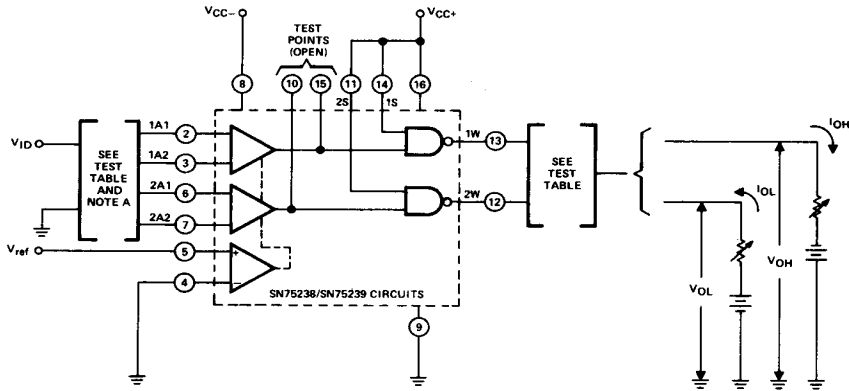 VCC–
VCC+
TEST
POINTS
(OPEN)
8
10
15
11
14
16
2S
1S
VID
SEE
TEST
TABLE
AND
NOTE A
1A1
2
1A2
3
2A1
6
2A2
7
Vref
5
+
4
–
1W
13
2W
12
SEE
TEST
TABLE
IOH
IOL
VOH
VOL
SN75238/SN75239 CIRCUITS
9